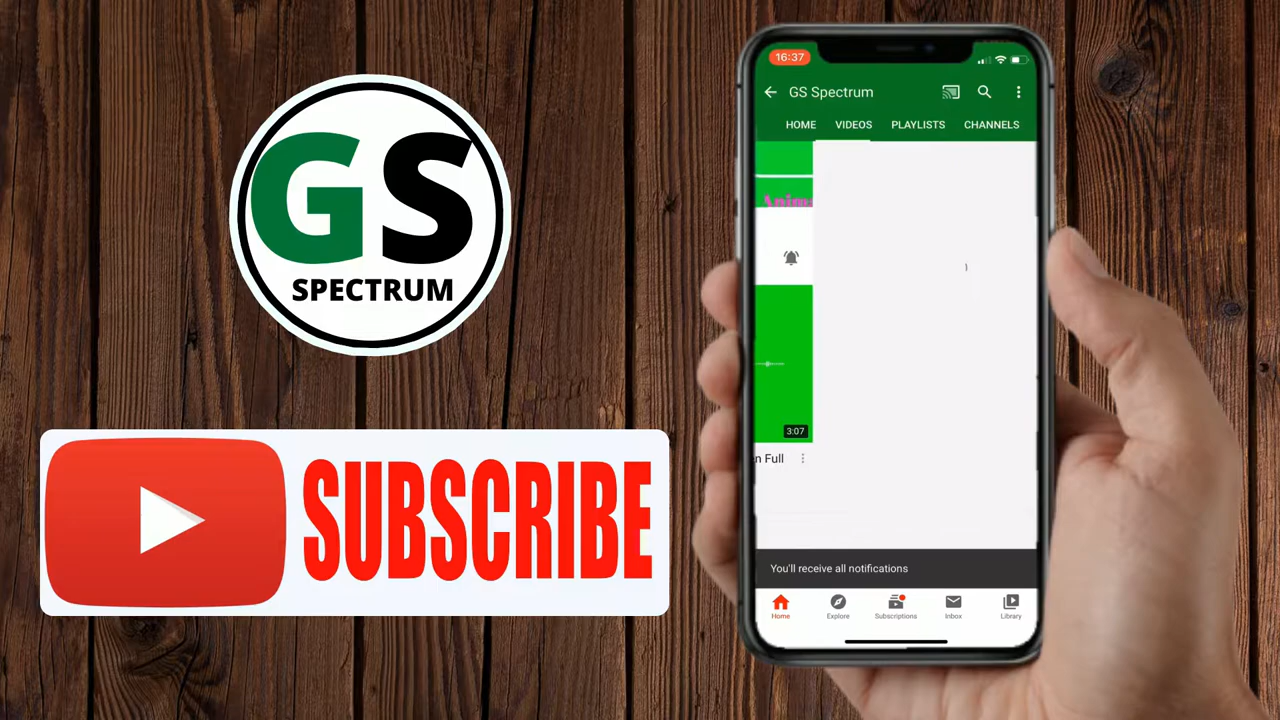 GS
SPECTRUM
SUBSCRIBE
16:37
GS Spectrum
HOME VIDEOS PLAYLISTS CHANNELS
3:07
n Full
You'll receive all notifications
Home Explore Subscriptions Inbox Library